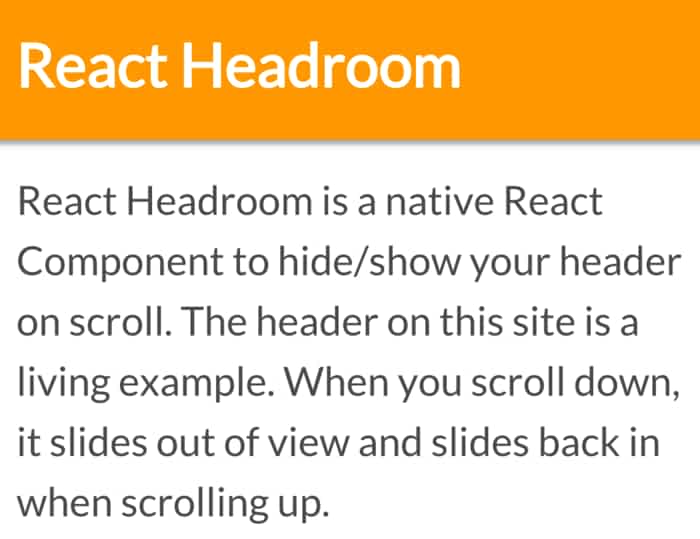 React Headroom
React Headroom is a native React
Component to hide/show your header
on scroll. The header on this site is a
living example. When you scroll down,
it slides out of view and slides back in
when scrolling up.